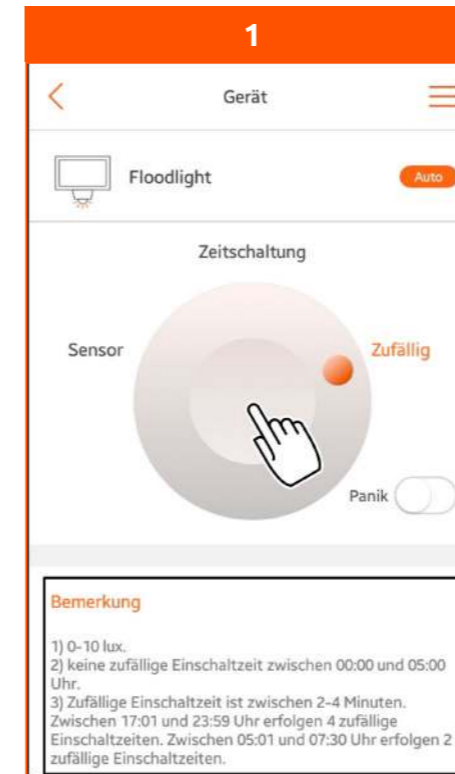 1
Gerät
Floodlight
Auto
Zeitschaltung
Sensor
Zufällig
Panik
Bemerkung
1) 0-10 lux.
2) keine zufällige Einschaltzeit zwischen 00:00 und 05:00
Uhr.
3) Zufällige Einschaltzeit ist zwischen 2-4 Minuten.
Zwischen 17:01 und 23:59 Uhr erfolgen 4 zufällige
Einschaltzeiten. Zwischen 05:01 und 07:30 Uhr erfolgen 2
zufällige Einschaltzeiten.